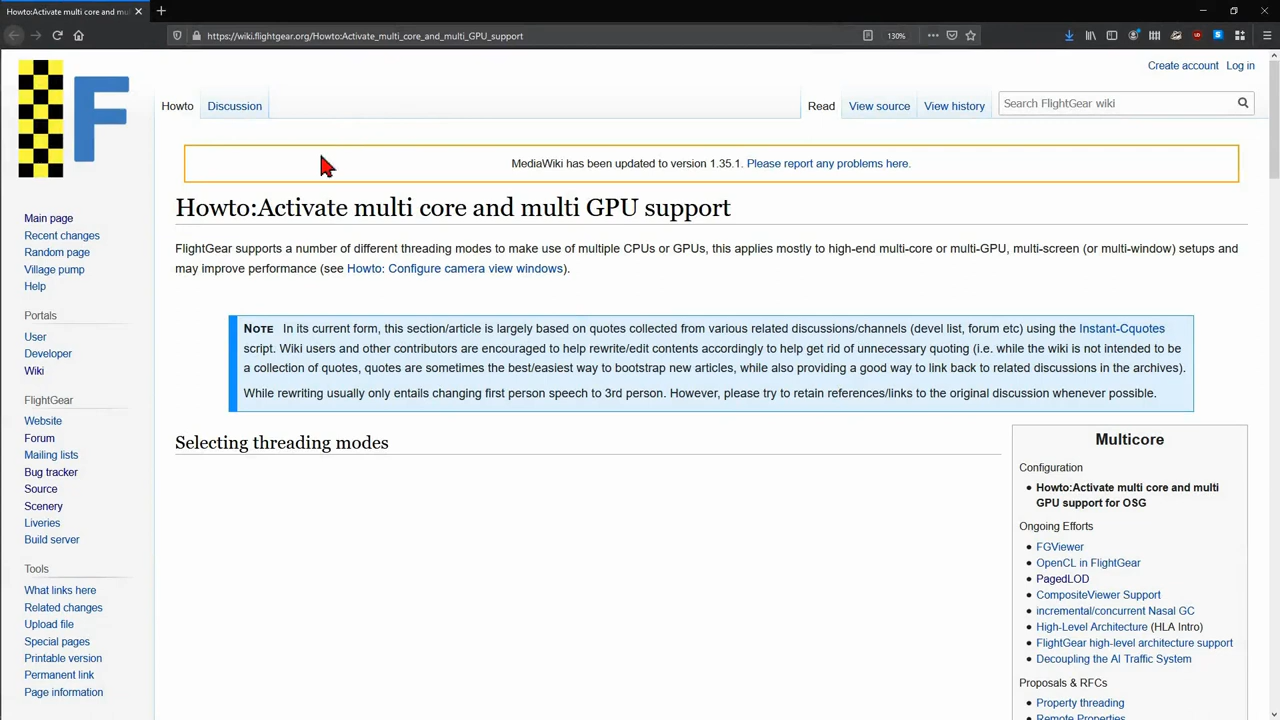 Howto:Activate multi core and mul
https://wiki.flightgear.org/Howto:Activate_multi_core_and_multi_GPU_support
130%
Create account Log in
F
Howto Discussion Read View source View history Search FlightGear wiki
MediaWiki has been updated to version 1.35.1. Please report any problems here.
Howto:Activate multi core and multi GPU support
FlightGear supports a number of different threading modes to make use of multiple CPUs or GPUs, this applies mostly to high-end multi-core or multi-GPU, multi-screen (or multi-window) setups and
may improve performance (see Howto: Configure camera view windows).
NOTE In its current form, this section/article is largely based on quotes collected from various related discussions/channels (devel list, forum etc) using the Instant-Cquotes
script. Wiki users and other contributors are encouraged to help rewrite/edit contents accordingly to help get rid of unnecessary quoting (i.e. while the wiki is not intended to be
a collection of quotes, quotes are sometimes the best/easiest way to bootstrap new articles, while also providing a good way to link back to related discussions in the archives).
While rewriting usually only entails changing first person speech to 3rd person. However, please try to retain references/links to the original discussion whenever possible.
Selecting threading modes
Multicore
Configuration
Howto:Activate multi core and multi
GPU support for OSG
Ongoing Efforts
FGViewer
OpenCL in FlightGear
PagedLOD
CompositeViewer Support
incremental/concurrent Nasal GC
High-Level Architecture (HLA Intro)
FlightGear high-level architecture support
Decoupling the AI Traffic System
Proposals & RFCs
Property threading
Remote Properties
Main page
Recent changes
Random page
Village pump
Help
Portals
User
Developer
Wiki
FlightGear
Website
Forum
Mailing lists
Bug tracker
Source
Scenery
Liveries
Build server
Tools
What links here
Related changes
Upload file
Special pages
Printable version
Permanent link
Page information